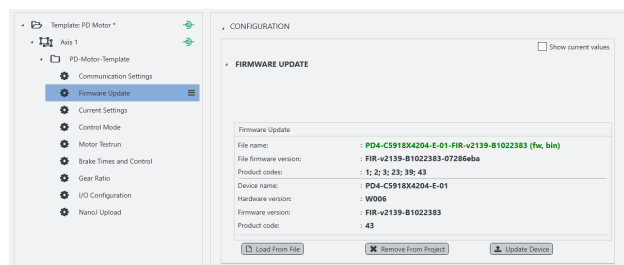 Template: PD Motor *
Axis 1
PD-Motor-Template
Communication Settings
Firmware Update
Current Settings
Control Mode
Motor Testrun
Brake Times and Control
Gear Ratio
I/O Configuration
NanoJ Upload
CONFIGURATION
Show current values
FIRMWARE UPDATE
Firmware Update
File name: : PD4-C5918X4204-E-01-FIR-v2139-B1022383 (fw, bin)
File firmware version: : FIR-v2139-B1022383-07286eba
Product codes: : 1; 2; 3; 23; 39; 43
Device name: : PD4-C5918X4204-E-01
Hardware version: : W006
Firmware version: : FIR-v2139-B1022383
Product code: : 43
Load From File
Remove From Project
Update Device